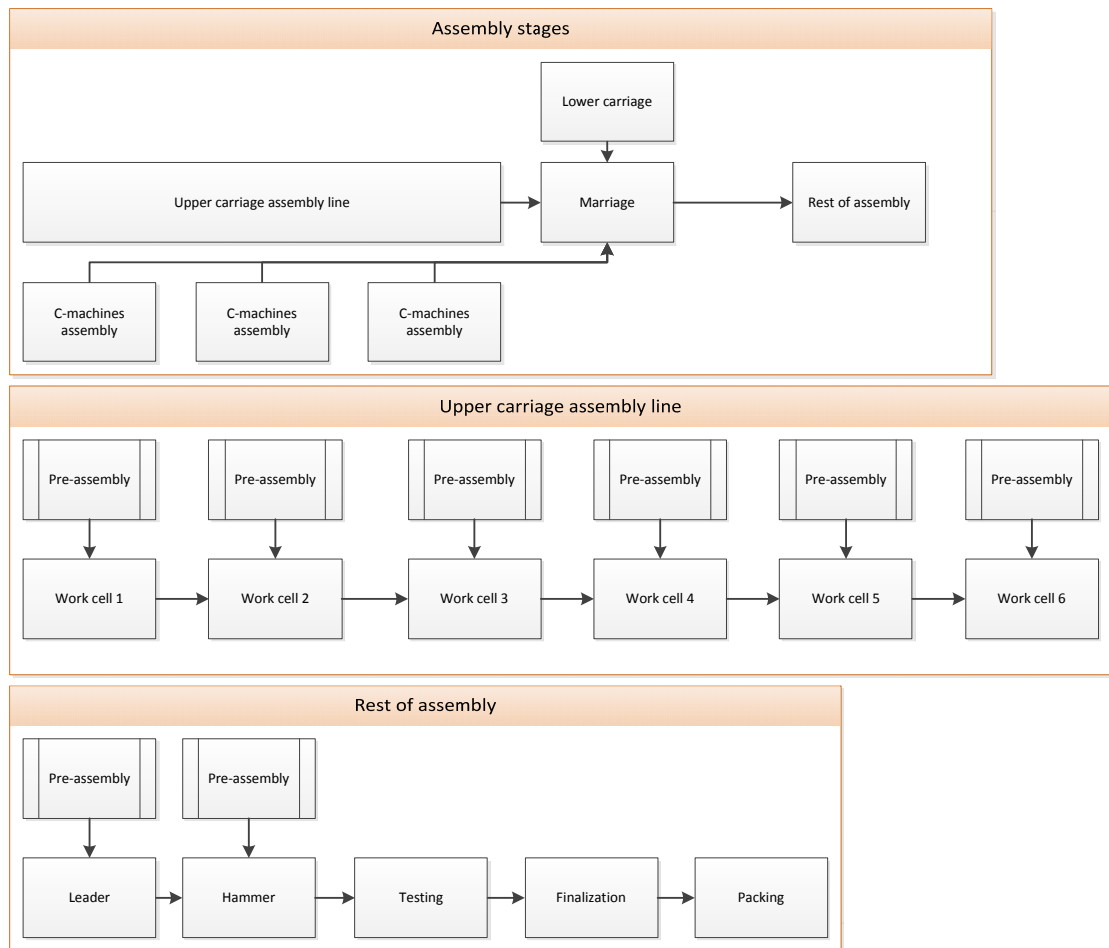 Assembly stages
Lower carriage
Upper carriage assembly line
Marriage
Rest of assembly
C-machines
assembly
C-machines
assembly
C-machines
assembly
Upper carriage assembly line
Pre-assembly
Pre-assembly
Pre-assembly
Pre-assembly
Pre-assembly
Pre-assembly
Work cell 1
Work cell 2
Work cell 3
Work cell 4
Work cell 5
Work cell 6
Rest of assembly
Pre-assembly
Pre-assembly
Leader
Hammer
Testing
Finalization
Packing